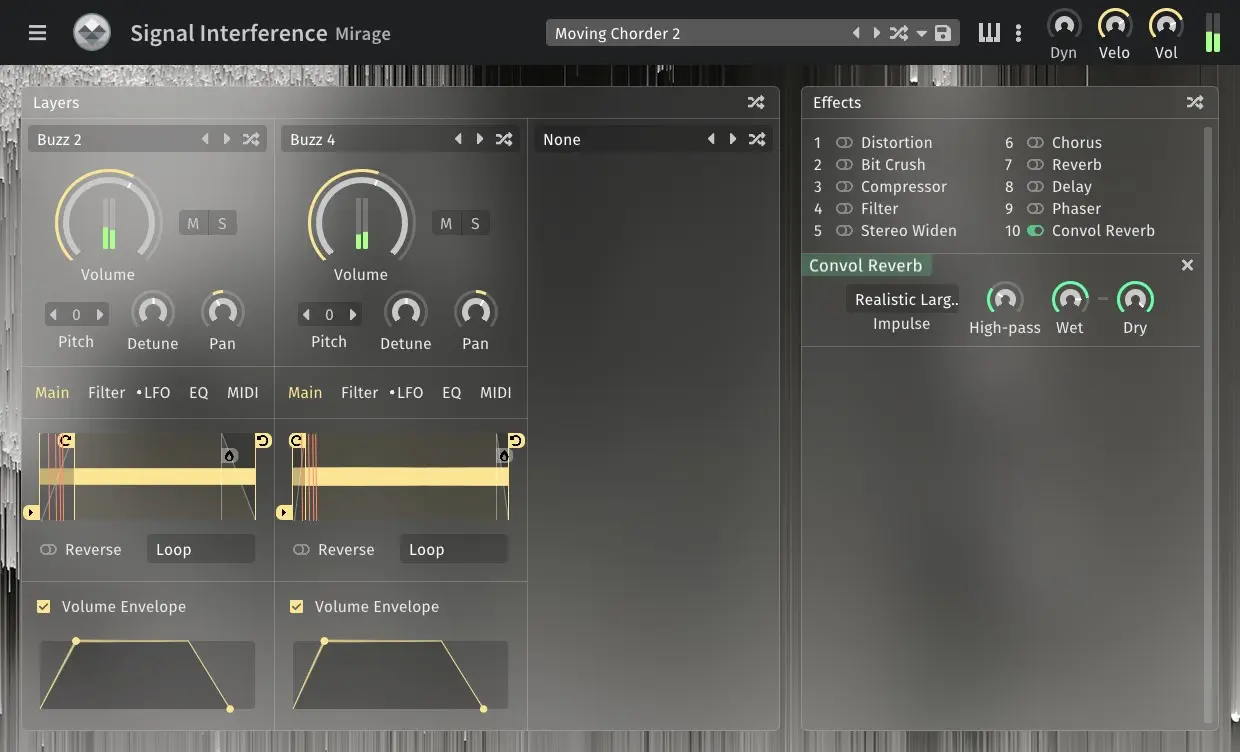 Signal Interference Mirage
Moving Chorder 2
Dyn Velo Vol
Layers
Buzz 2
M S
Volume
0
Pitch Detune Pan
Main Filter •LFO EQ MIDI
Reverse Loop
Volume Envelope
Buzz 4
M S
Volume
0
Pitch Detune Pan
Main Filter •LFO EQ MIDI
Reverse Loop
Volume Envelope
None
Effects
1 Distortion
2 Bit Crush
3 Compressor
4 Filter
5 Stereo Widen
6 Chorus
7 Reverb
8 Delay
9 Phaser
10 Convol Reverb
Convol Reverb
Realistic Larg..
Impulse High-pass Wet Dry